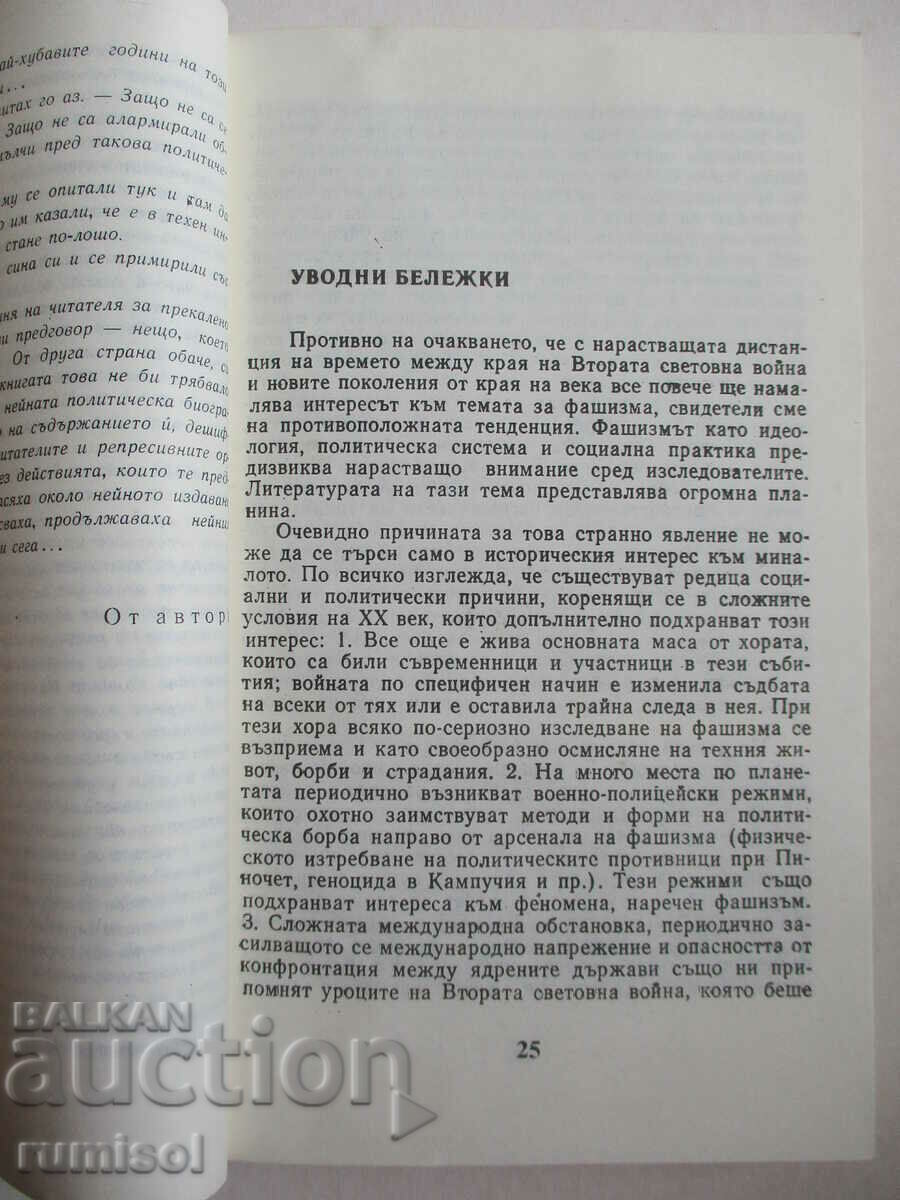 ай-хубавите години на този
и...
итах го аз. — Защо не са се
Защо не са алармирали об-
ълчи пред такова политиче-
му се опитали тук и там да
о им казали, че е в техен ин-
стане по-лошо.
сина си и се примирили със
ня на читателя за прекалено
и предговор — нещо, което
От друга страна обаче, с
книгата това не би трябвало
нейната политическа биогра-
о на съдържанието ѝ, дешиф-
итателите и репресивните ор-
ез действията, които те пред-
асяха около нейното издаван
сваха, продължаваха нейни
и сега...
От автор
УВОДНИ БЕЛЕЖКИ
Противно на очакването, че с нарастващата дистан-
ция на времето между края на Втората световна война
и новите поколения от края на века все повече ще нама-
лява интересът към темата за фашизма, свидетели сме
на противоположната тенденция. Фашизмът като идео-
логия, политическа система и социална практика пре-
дизвиква нарастващо внимание сред изследователите.
Литературата на тази тема представлява огромна пла-
нина.
Очевидно причината за това странно явление не мо-
же да се търси само в историческия интерес към мина-
лото. По всичко изглежда, че съществуват редица соци-
ални и политически причини, коренящи се в сложните
условия на XX век, които допълнително подхранват този
интерес: 1. Все още е жива основната маса от хората,
които са били съвременници и участници в тези съби-
тия; войната по специфичен начин е изменила съдбата
на всеки от тях или е оставила трайна следа в нея. При
тези хора всяко по-сериозно изследване на фашизма се
възприема и като своеобразно осмисляне на техния жи-
вот, борби и страдания. 2. На много места по плане-
тата периодично възникват военно-полицейски режими,
които охотно заимствуват методи и форми на полити-
ческа борба направо от арсенала на фашизма (физиче-
ското изтребване на политическите противници при Пи-
ночет, геноцида в Кампучия и пр.). Тези режими също
подхранват интереса към феномена, наречен фашизъм.
3. Сложната международна обстановка, периодично за-
силващото се международно напрежение и опасността от
конфронтация между ядрените държави също ни при-
помнят уроците на Втората световна война, която беше
25
BALKAN
auction
rumisol